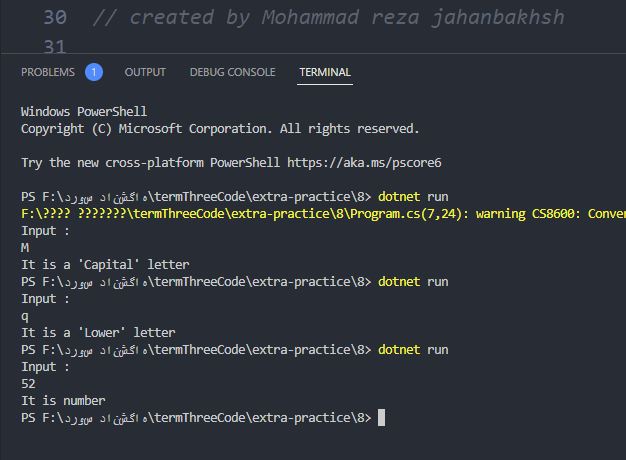 30 // created by Mohammad reza jahanbakhsh
31
PROBLEMS 1 OUTPUT DEBUG CONSOLE TERMINAL
Windows PowerShell
Copyright (C) Microsoft Corporation. All rights reserved.
Try the new cross-platform PowerShell https://aka.ms/pscore6
PS F:\دروس دانشگاه\termThreeCode\extra-practice\8> dotnet run
F:\???? ???????\termThreeCode\extra-practice\8\Program.cs(7,24): warning CS8600: Conver
Input :
M
It is a 'Capital' letter
PS F:\دروس دانشگاه\termThreeCode\extra-practice\8> dotnet run
Input :
q
It is a 'Lower' letter
PS F:\دروس دانشگاه\termThreeCode\extra-practice\8> dotnet run
Input :
52
It is number
PS F:\دروس دانشگاه\termThreeCode\extra-practice\8>